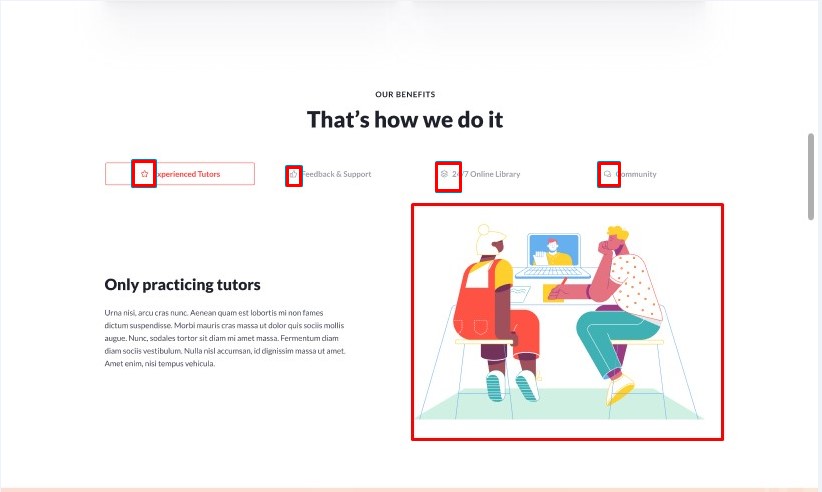 OUR BENEFITS
That's how we do it
Experienced Tutors
Feedback & Support
24/7 Online Library
Community
Only practicing tutors
Urna nisi, arcu cras nunc. Aenean quam est lobortis mi non fames
dictum suspendisse. Morbi mauris cras massa ut dolor quis sociis mollis
augue. Nunc, sodales tortor sit diam mi amet massa. Fermentum diam
diam sociis vestibulum. Nulla nisl accumsan, id dignissim massa ut amet.
Amet enim, nisi tempus vehicula.